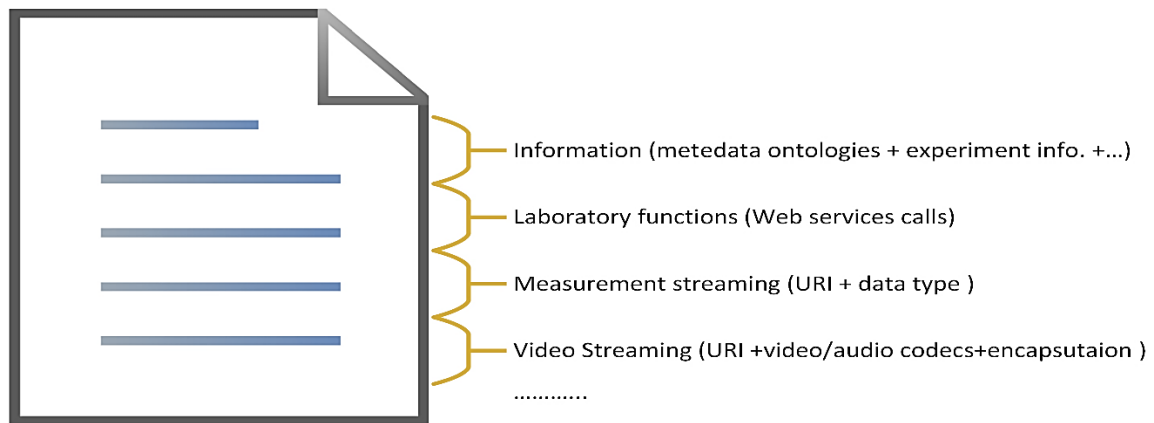 Information (metedata ontologies + experiment info. +...)
Laboratory functions (Web services calls)
Measurement streaming (URI + data type )
Video Streaming (URI +video/audio codecs+encapsutaion )
............